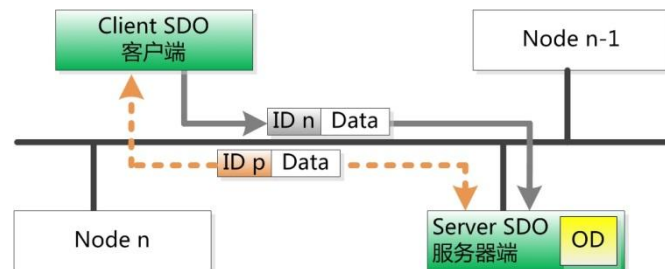 Client SDO
客户端
Node n-1
ID n Data
ID p Data
Node n
Server SDO
服务器端
OD